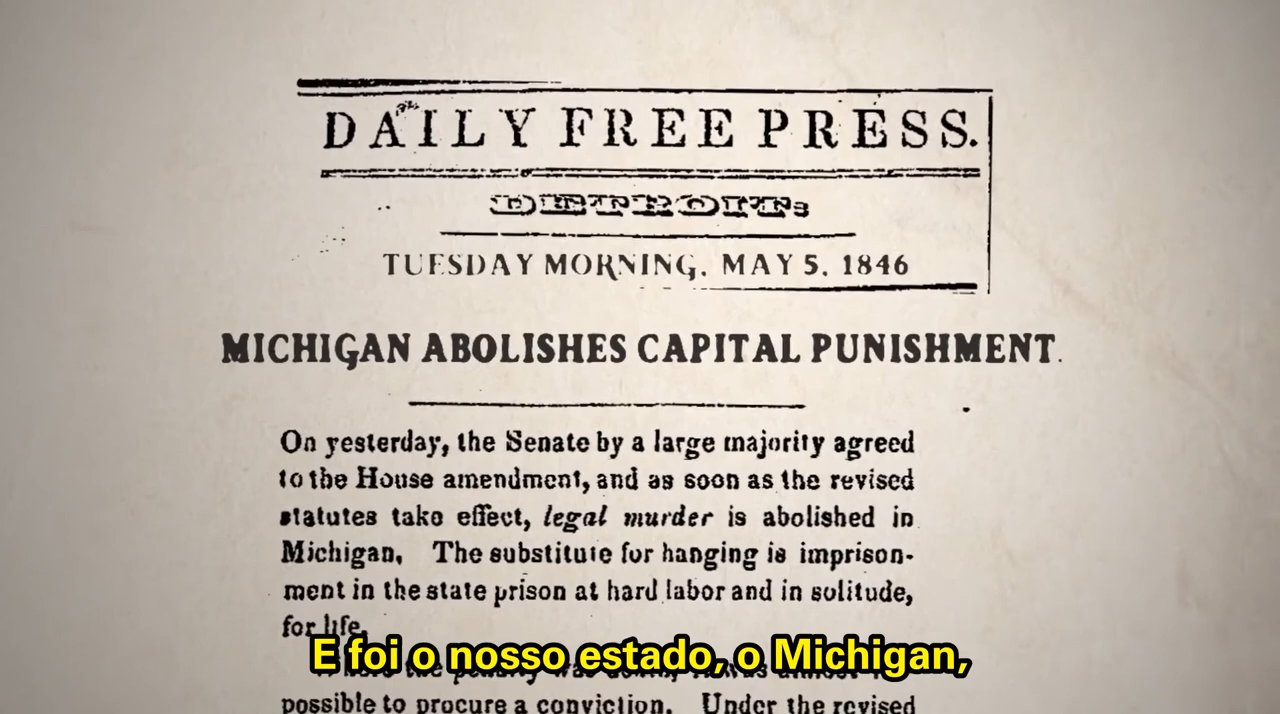 DAILY FREE PRESS.
DETROIT:
TUESDAY MORNING, MAY 5, 1846
MICHIGAN ABOLISHES CAPITAL PUNISHMENT.
On yesterday, the Senate by a large majority agreed
to the House amendment, and as soon as the revised
statutes take effect, legal murder is abolished in
Michigan. The substitute for hanging is imprison-
ment in the state prison at hard labor and in solitude,
for life.
E foi o nosso estado, o Michigan,
the penalty was
possible to procure a conviction. Under the revised